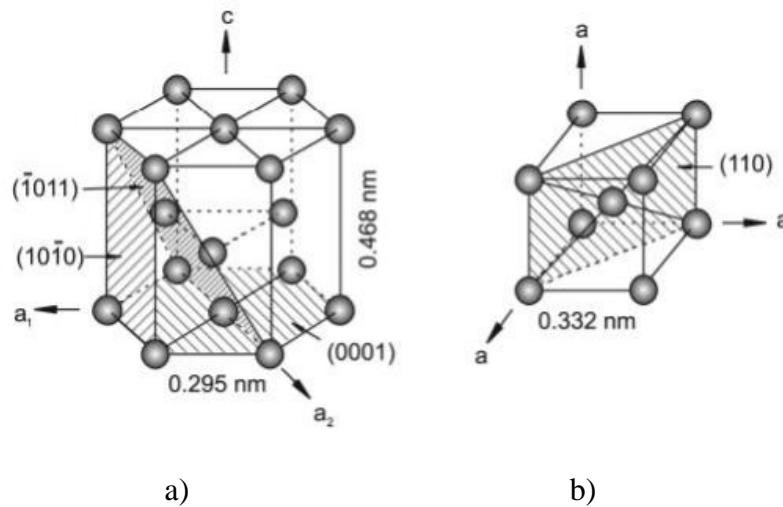 c
(1̄011)
(101̄0)
a₁
0.468 nm
(0001)
0.295 nm
a₂
a)
a
(110)
a
0.332 nm
a
b)